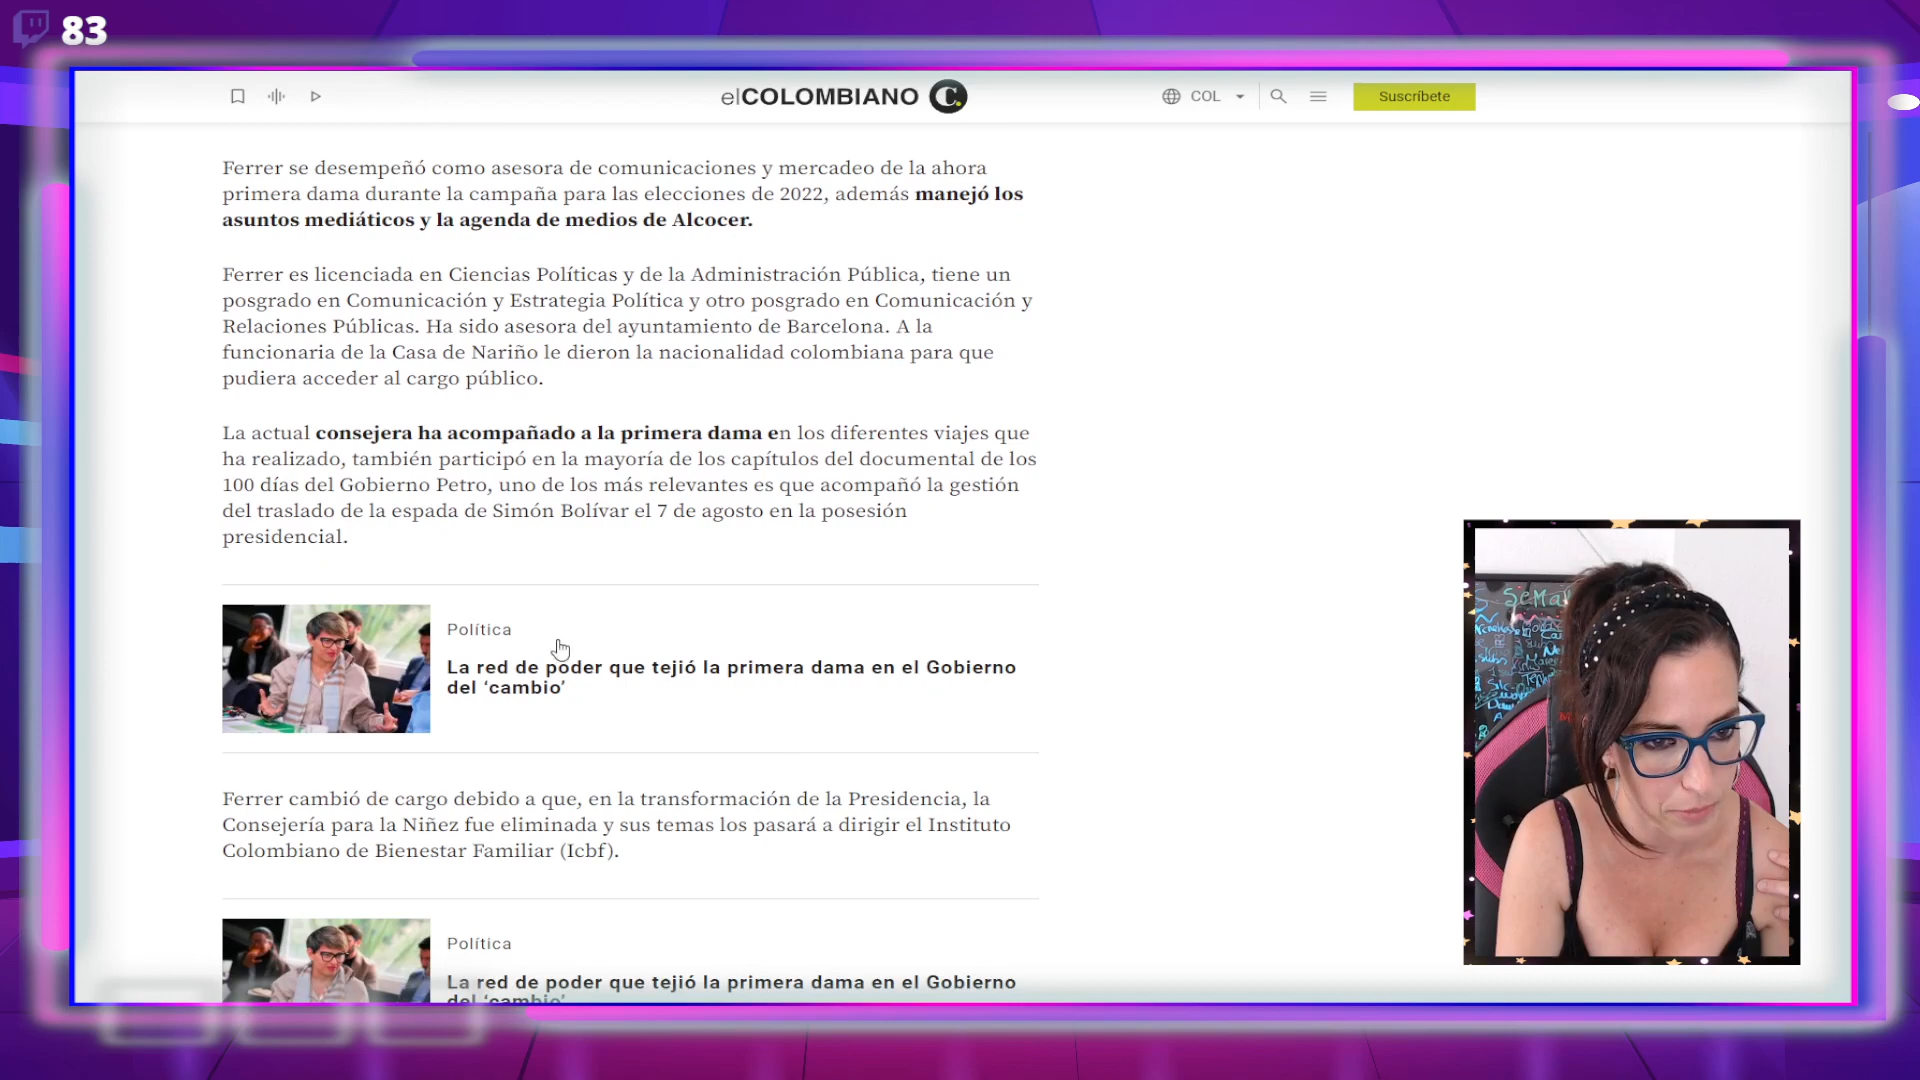 83
elCOLOMBIANO C.
COL
Suscríbete
Ferrer se desempeñó como asesora de comunicaciones y mercadeo de la ahora
primera dama durante la campaña para las elecciones de 2022, además manejó los
asuntos mediáticos y la agenda de medios de Alcocer.
Ferrer es licenciada en Ciencias Políticas y de la Administración Pública, tiene un
posgrado en Comunicación y Estrategia Política y otro posgrado en Comunicación y
Relaciones Públicas. Ha sido asesora del ayuntamiento de Barcelona. A la
funcionaria de la Casa de Nariño le dieron la nacionalidad colombiana para que
pudiera acceder al cargo público.
La actual consejera ha acompañado a la primera dama en los diferentes viajes que
ha realizado, también participó en la mayoría de los capítulos del documental de los
100 días del Gobierno Petro, uno de los más relevantes es que acompañó la gestión
del traslado de la espada de Simón Bolívar el 7 de agosto en la posesión
presidencial.
Política
La red de poder que tejió la primera dama en el Gobierno
del ‘cambio’
Ferrer cambió de cargo debido a que, en la transformación de la Presidencia, la
Consejería para la Niñez fue eliminada y sus temas los pasará a dirigir el Instituto
Colombiano de Bienestar Familiar (Icbf).
Política
La red de poder que tejió la primera dama en el Gobierno
del ‘cambio’